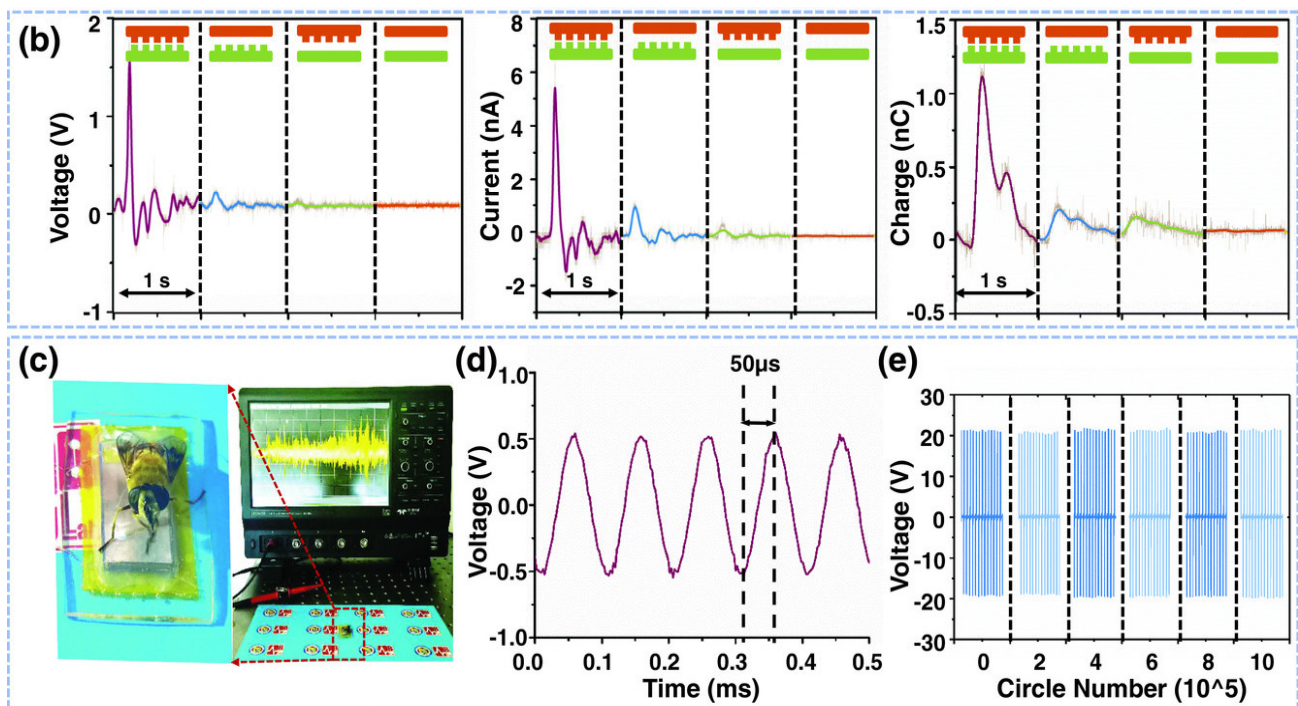 (b)
Voltage (V)
2
1
0
-1
1 s
Current (nA)
8
6
4
2
0
-2
1 s
Charge (nC)
1.5
1.0
0.5
0.0
-0.5
1 s
(c)
(d)
50μs
Voltage (V)
1.0
0.5
0.0
-0.5
-1.0
0.0 0.1 0.2 0.3 0.4 0.5
Time (ms)
(e)
Voltage (V)
30
20
10
0
-10
-20
-30
0 2 4 6 8 10
Circle Number (10^5)